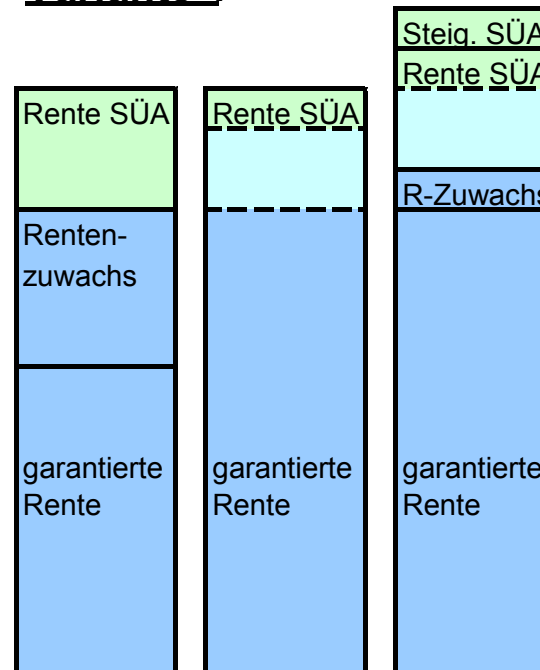 Steig. SÜA
Rente SÜA
Rente SÜA
Rente SÜA
R-Zuwachs
Renten-
zuwachs
garantierte
Rente
garantierte
Rente
garantierte
Rente